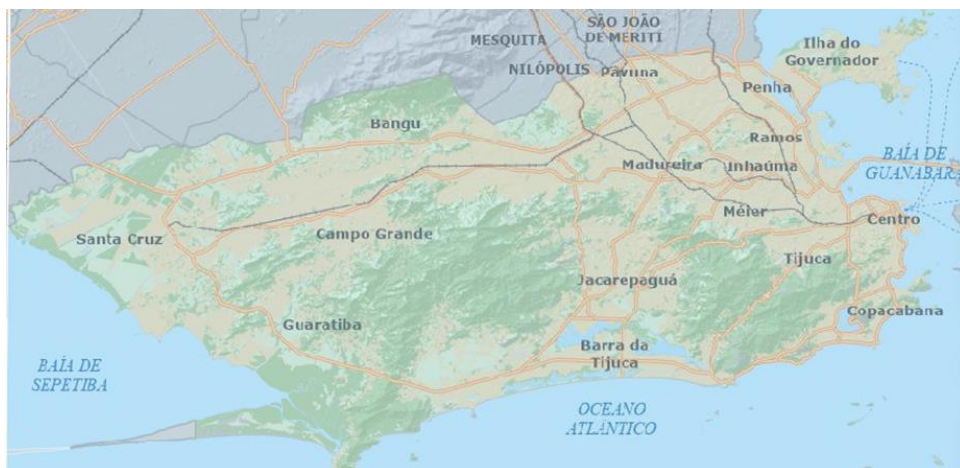 SÃO JOÃO
DE MERITÍ
MESQUITA
Ilha do
Governador
NILÓPOLIS
Pavuna
Penha
Bangu
Ramos
BAÍA DE
GUANABARA
Madureira
Inhaúma
Méier
Centro
Santa Cruz
Campo Grande
Tijuca
Jacarepaguá
Copacabana
Guaratiba
Barra da
Tijuca
BAÍA DE
SEPETIBA
OCEANO
ATLÂNTICO